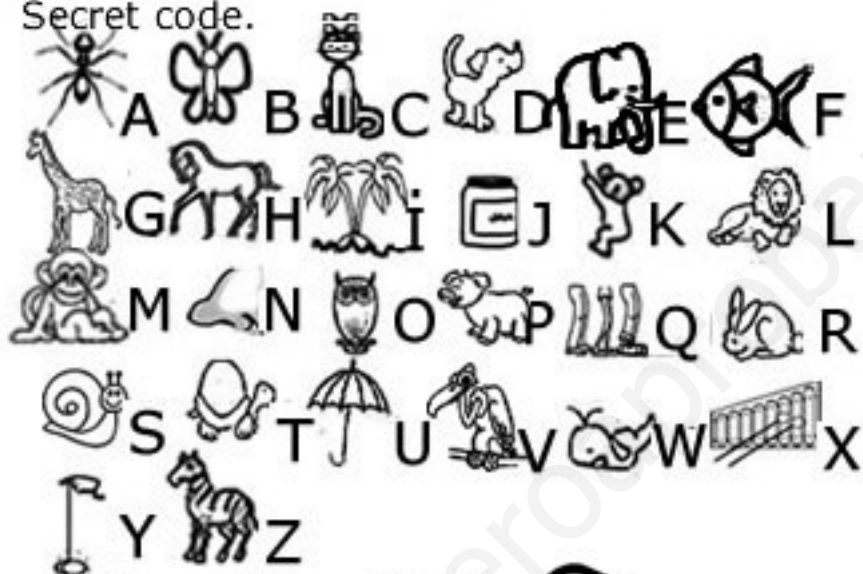 Secret code.
A B C D E F
G H İ J K L
M N O P Q R
S T U V W X
Y Z